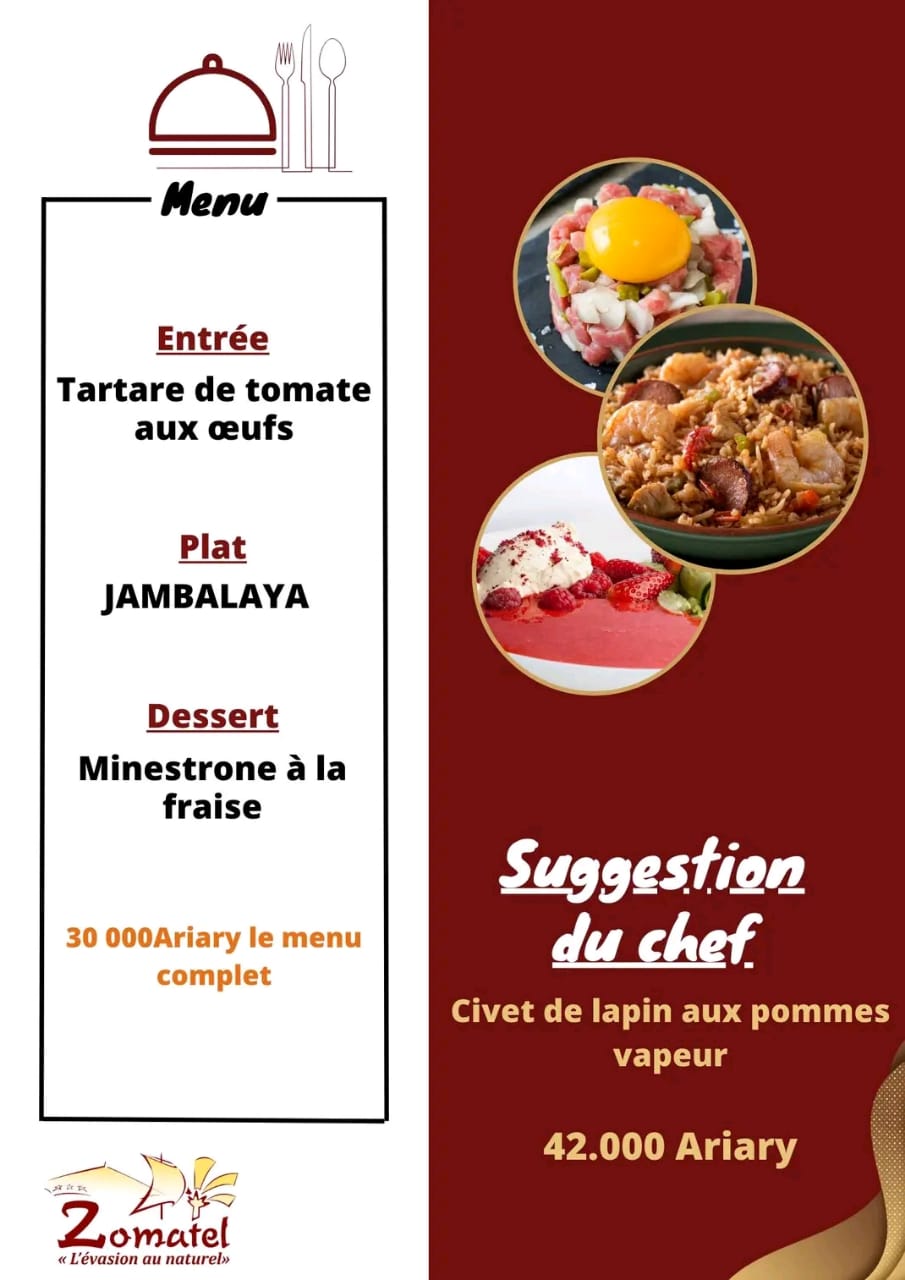 Menu
Entrée
Tartare de tomate
aux œufs
Plat
JAMBALAYA
Dessert
Minestrone à la
fraise
30 000Ariary le menu
complet
Zomatel
« L'évasion au naturel»
Suggestion
du chef
Civet de lapin aux pommes
vapeur
42.000 Ariary